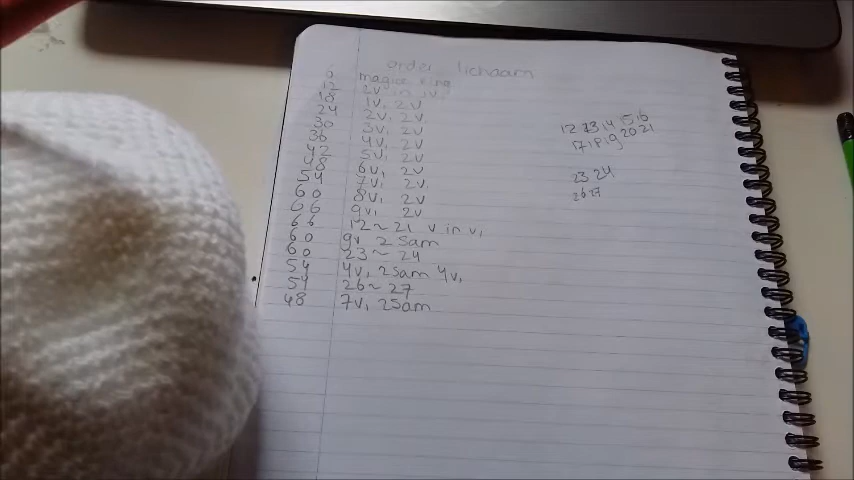 order lichaam
6 magice ring
12 2v in 1v,
18 1v, 2v
24 2v, 2v
30 3v, 2v
36 4v, 2v
42 5v, 2v
48 6v, 2v
54 7v, 2v,
60 8v, 2v
66 9v, 2v
66 12~21 v in v,
60 9v 2 Sam
60 23 ~ 24
54 4v, 2sam 4v,
54 26 ~ 27
48 7v, 2Sam
12 13 14 15 16
17 18 19 20 21
23 24
26 27